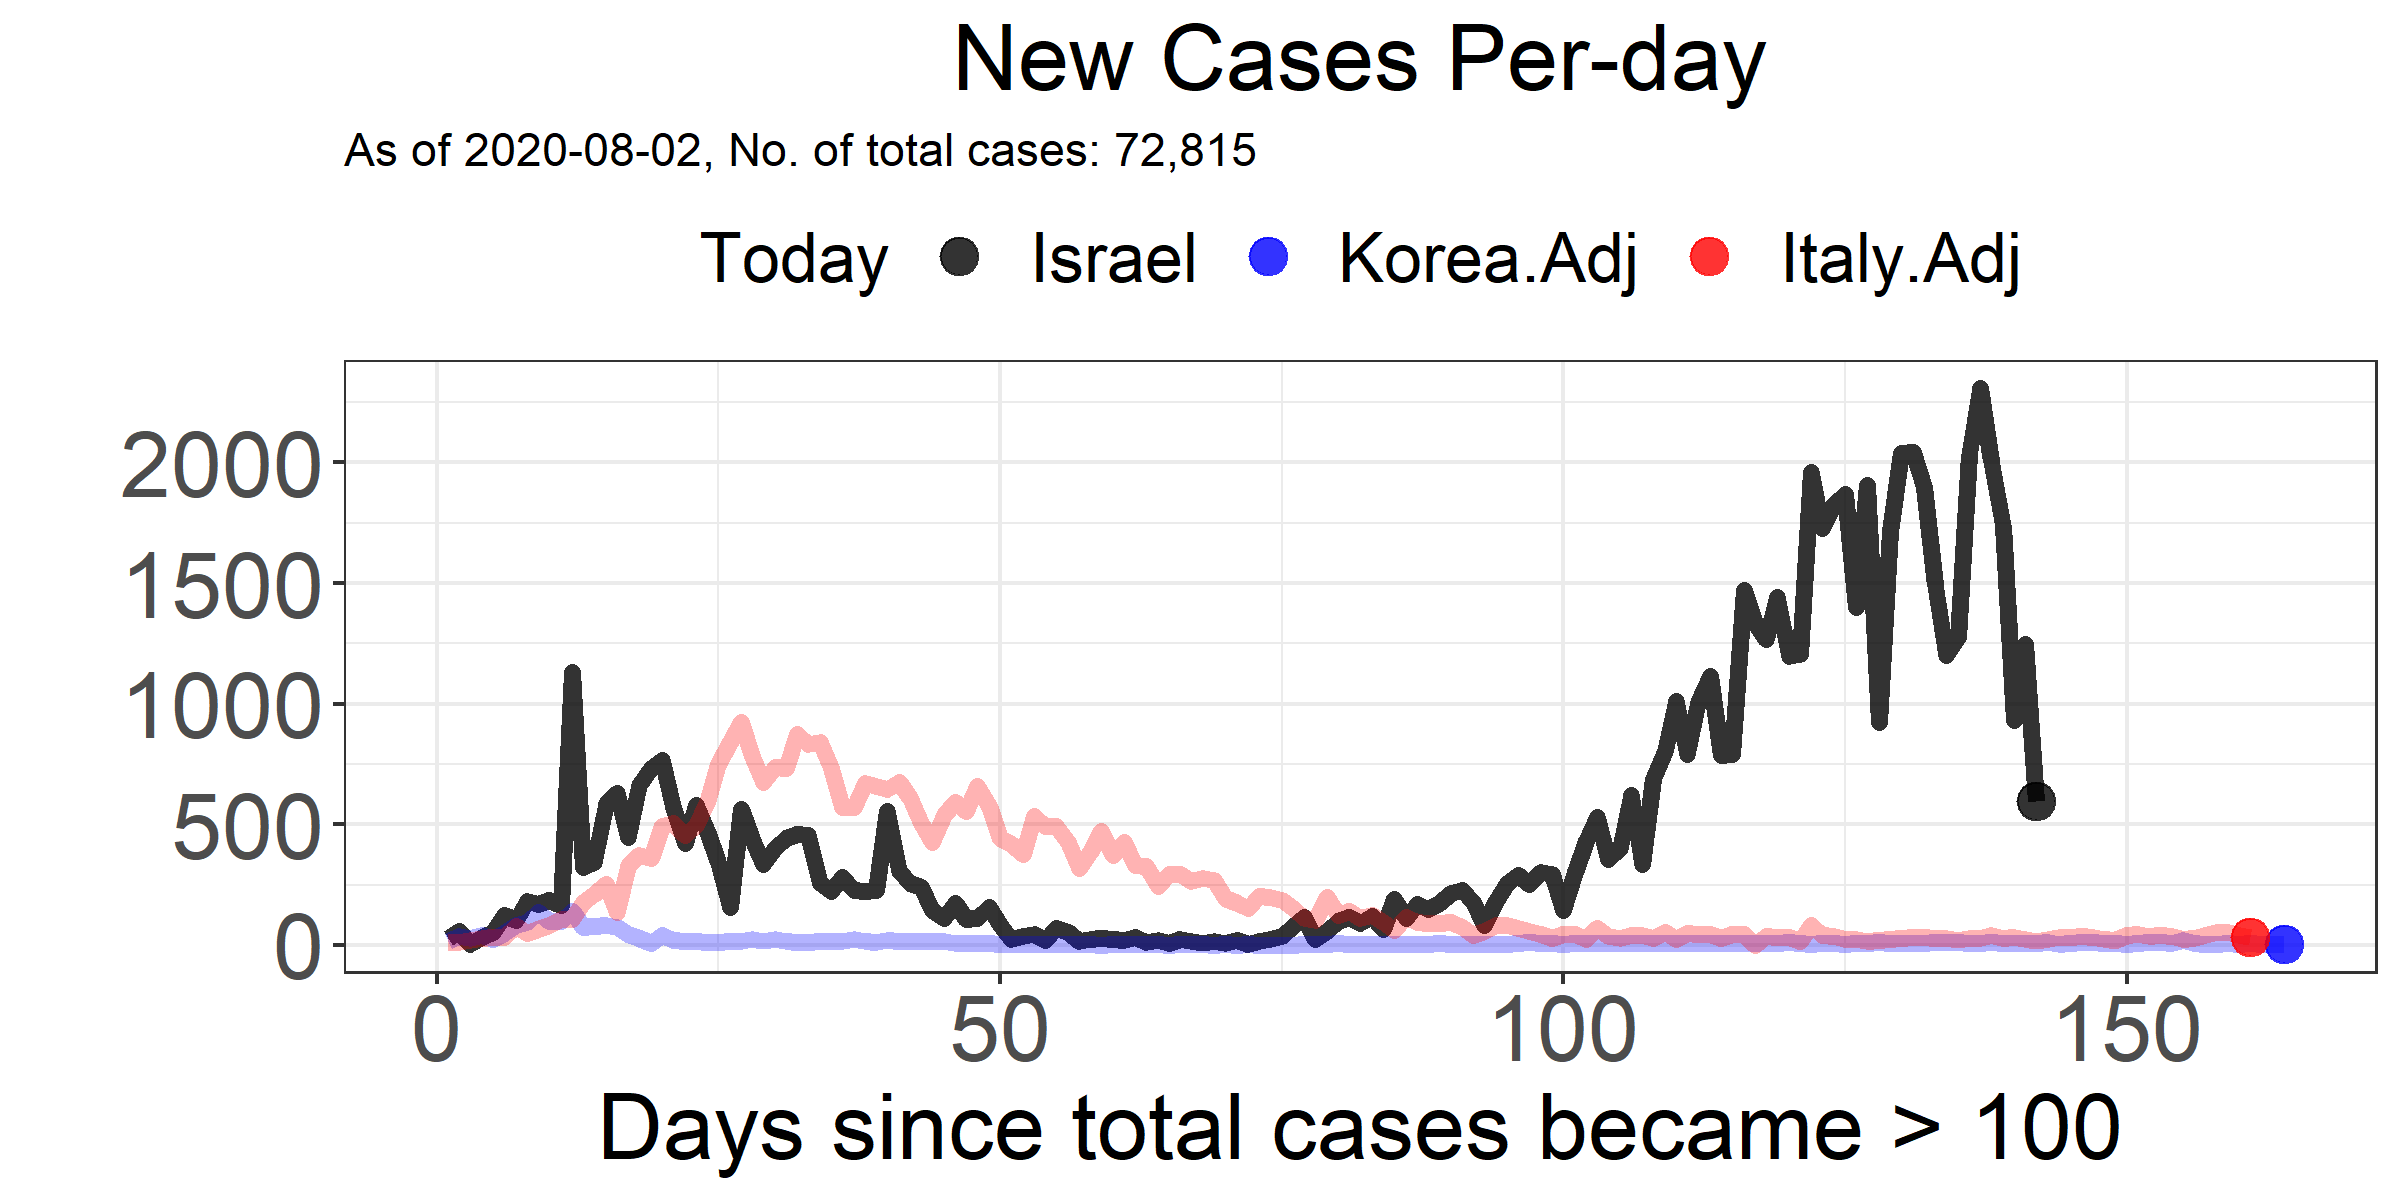 New Cases Per-day
As of 2020-08-02, No. of total cases: 72,815
Today Israel Korea.Adj Italy.Adj
2000
1500
1000
500
0
0 50 100 150
Days since total cases became > 100